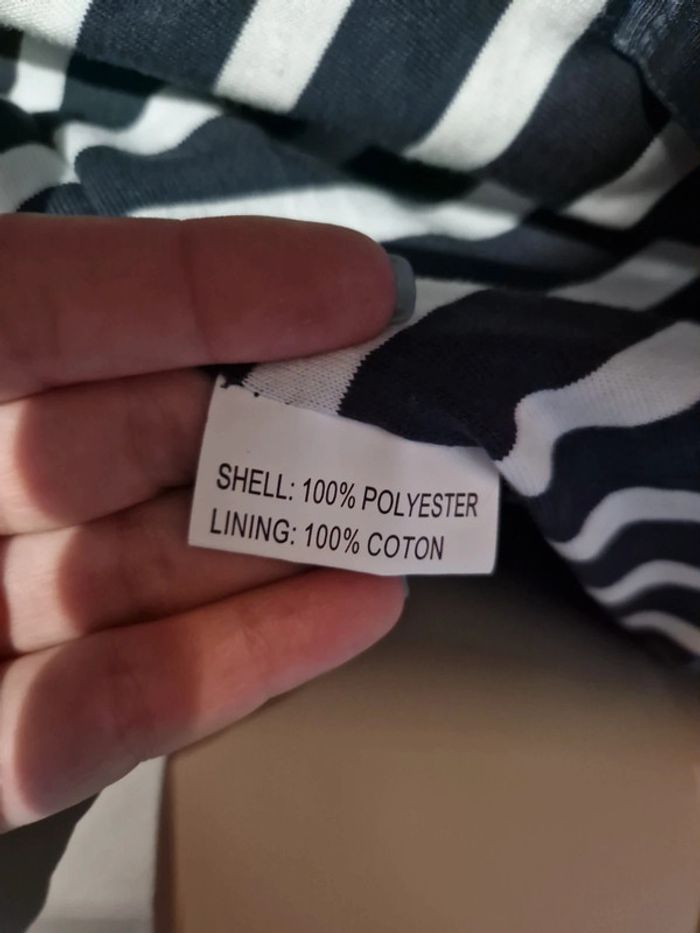 SHELL: 100% POLYESTER
LINING: 100% COTON